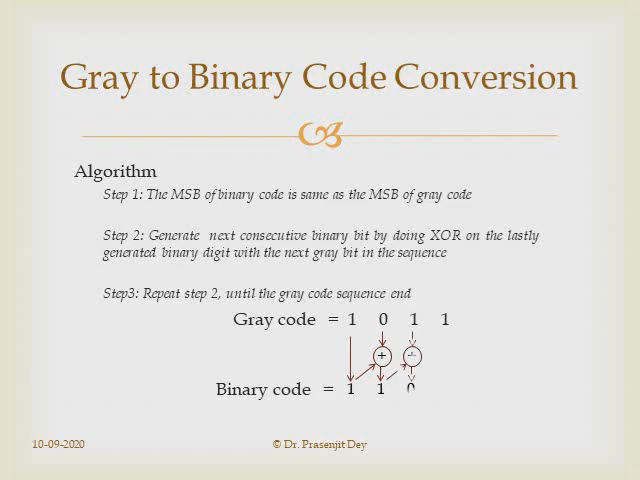 Gray to Binary Code Conversion
Algorithm
Step 1: The MSB of binary code is same as the MSB of gray code
Step 2: Generate next consecutive binary bit by doing XOR on the lastly
generated binary digit with the next gray bit in the sequence
Step3: Repeat step 2, until the gray code sequence end
Gray code = 1 0 1 1
+ +
Binary code = 1 1 0
10-09-2020 © Dr. Prasenjit Dey